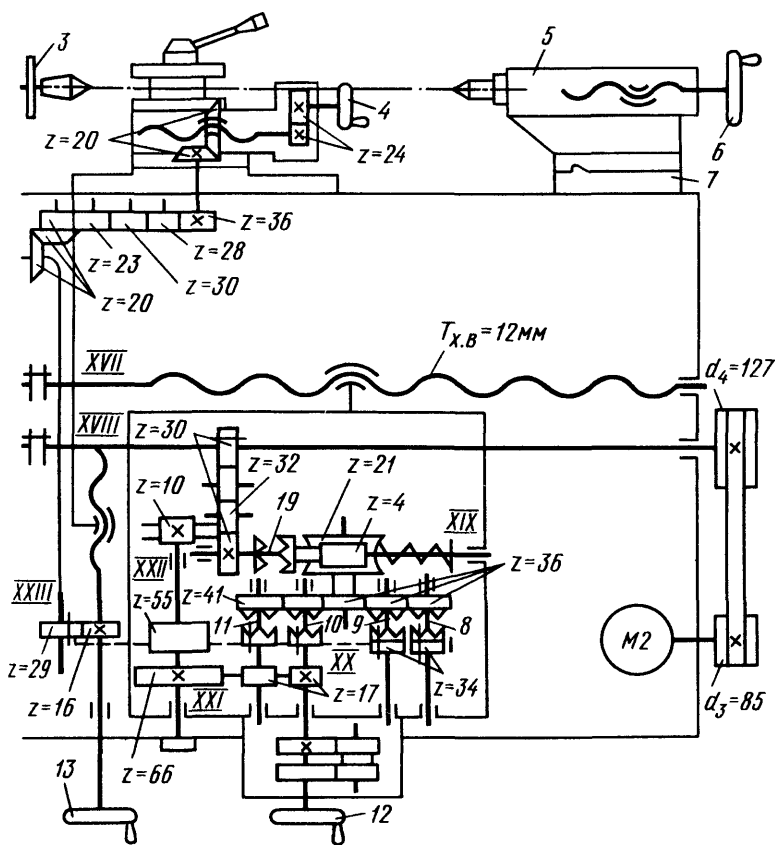 3
5
4
z=20
z=24
6
7
z=36
z=28
z=23
z=30
z=20
Tх.в=12мм
XVII
d4=127
XVIII
z=30
z=32
z=21
z=10
z=4
19
XIX
z=36
XXII
z=41
XXIII
z=55
11
10
9
8
M2
XX
z=29
z=17
z=34
XXI
z=16
d3=85
z=66
13
12